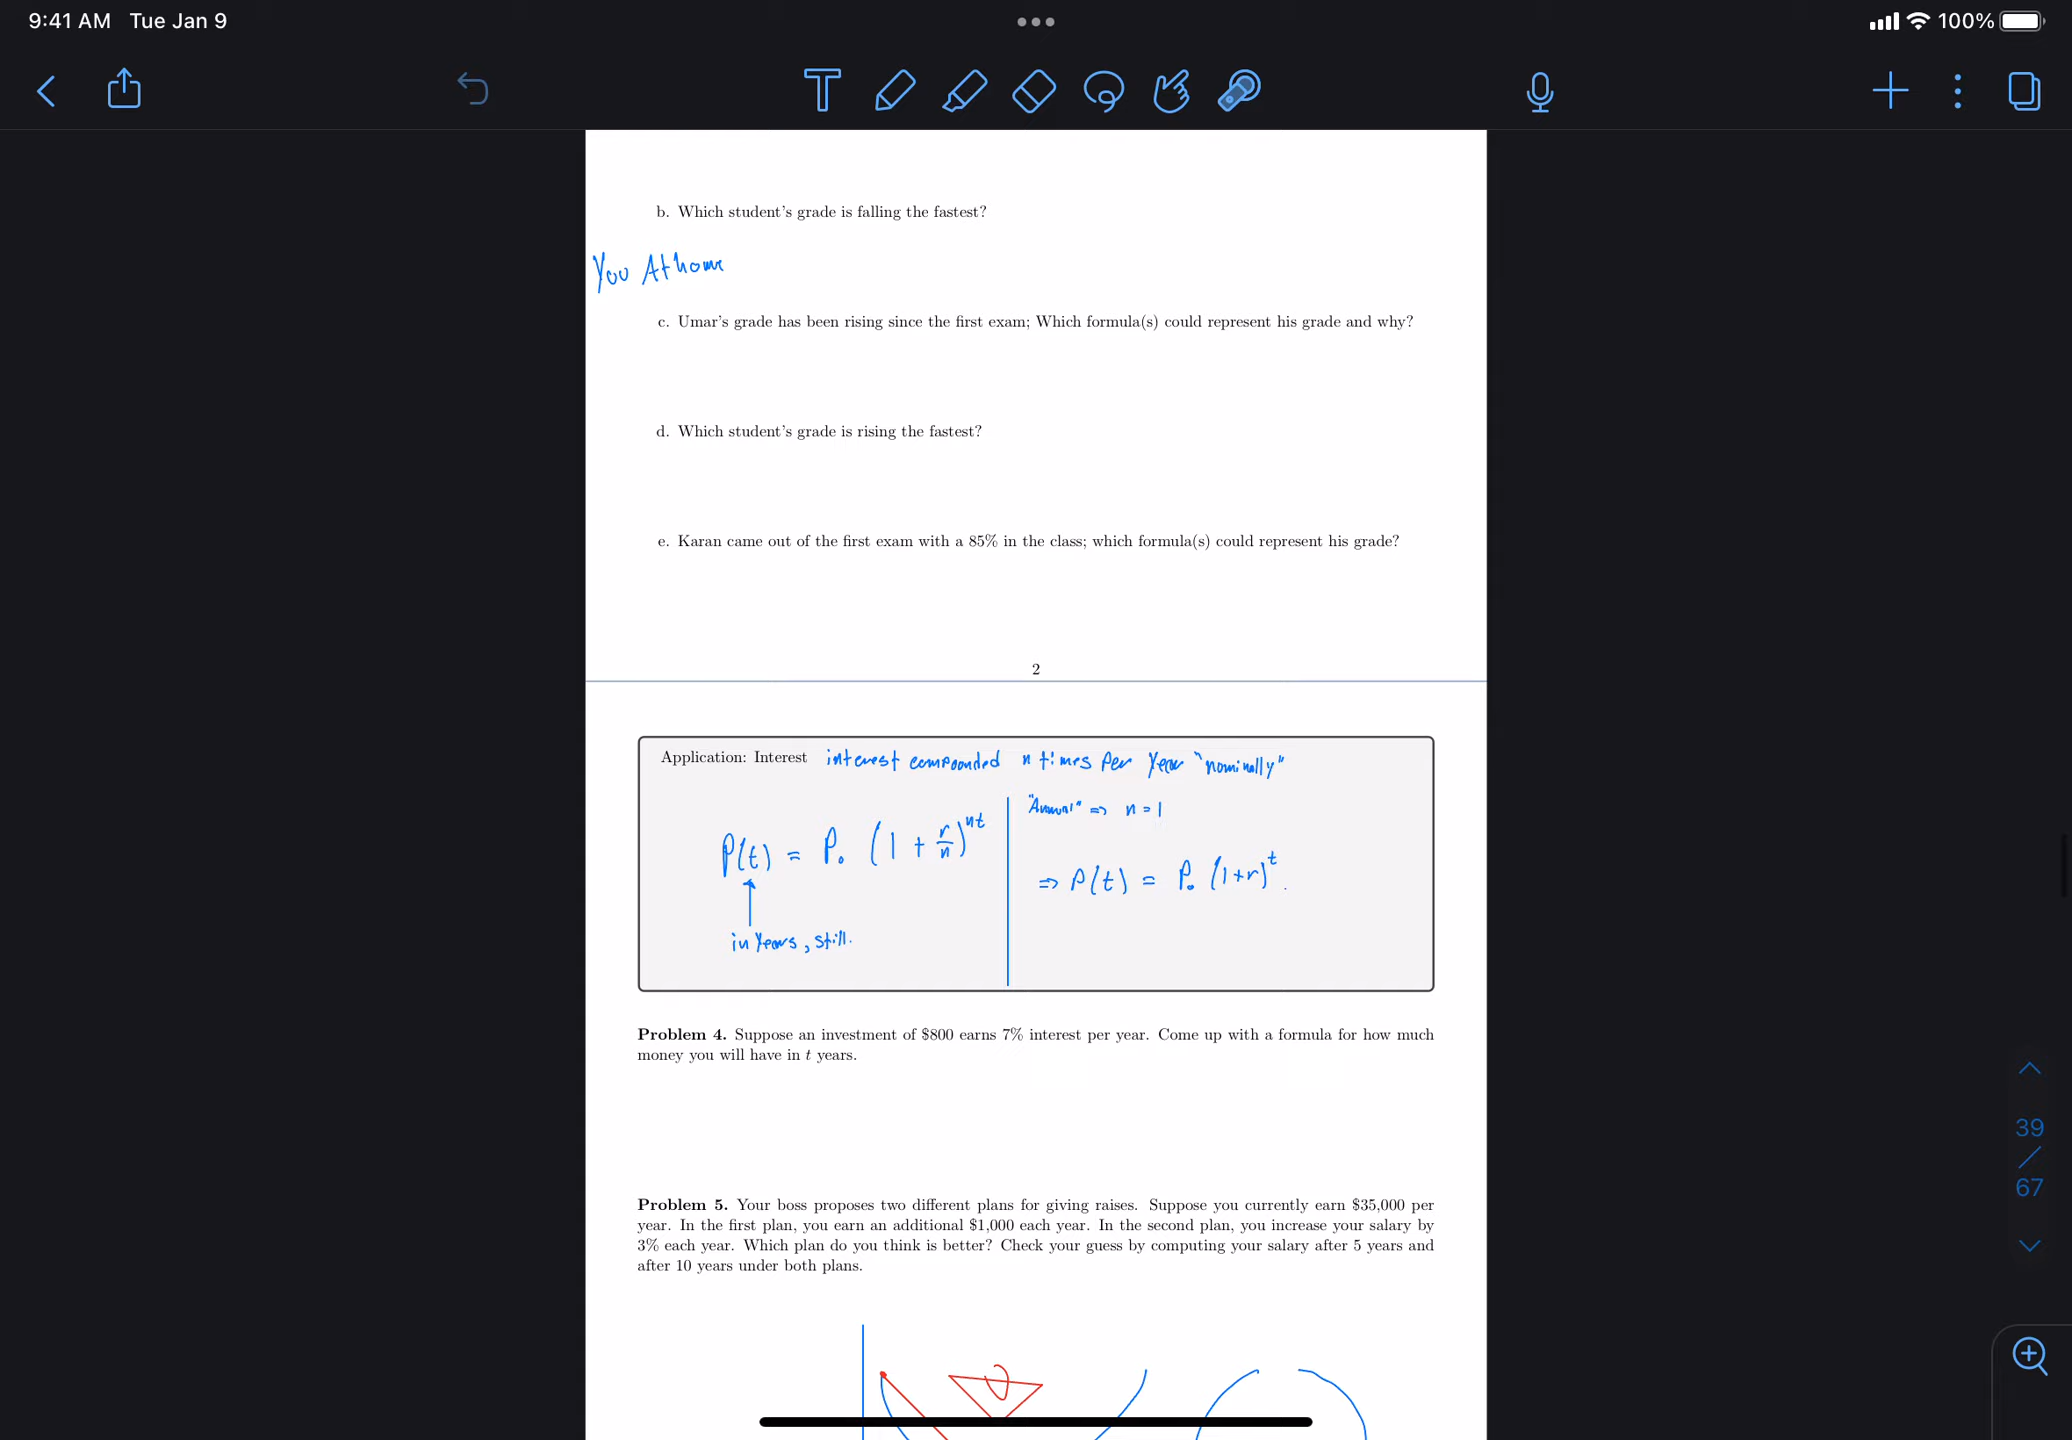 9:41 AM Tue Jan 9
100%
b. Which student's grade is falling the fastest?
You At home
c. Umar's grade has been rising since the first exam; Which formula(s) could represent his grade and why?
d. Which student's grade is rising the fastest?
e. Karan came out of the first exam with a 85% in the class; which formula(s) could represent his grade?
2
Application: Interest interest compounded n times per year "nominally"
"Annual" ⇒ n = 1
P(t) = P₀ (1 + r/n)^nt
⇒ P(t) = P₀ (1+r)^t.
in years, still.
Problem 4. Suppose an investment of $800 earns 7% interest per year. Come up with a formula for how much
money you will have in t years.
39
/
67
Problem 5. Your boss proposes two different plans for giving raises. Suppose you currently earn $35,000 per
year. In the first plan, you earn an additional $1,000 each year. In the second plan, you increase your salary by
3% each year. Which plan do you think is better? Check your guess by computing your salary after 5 years and
after 10 years under both plans.